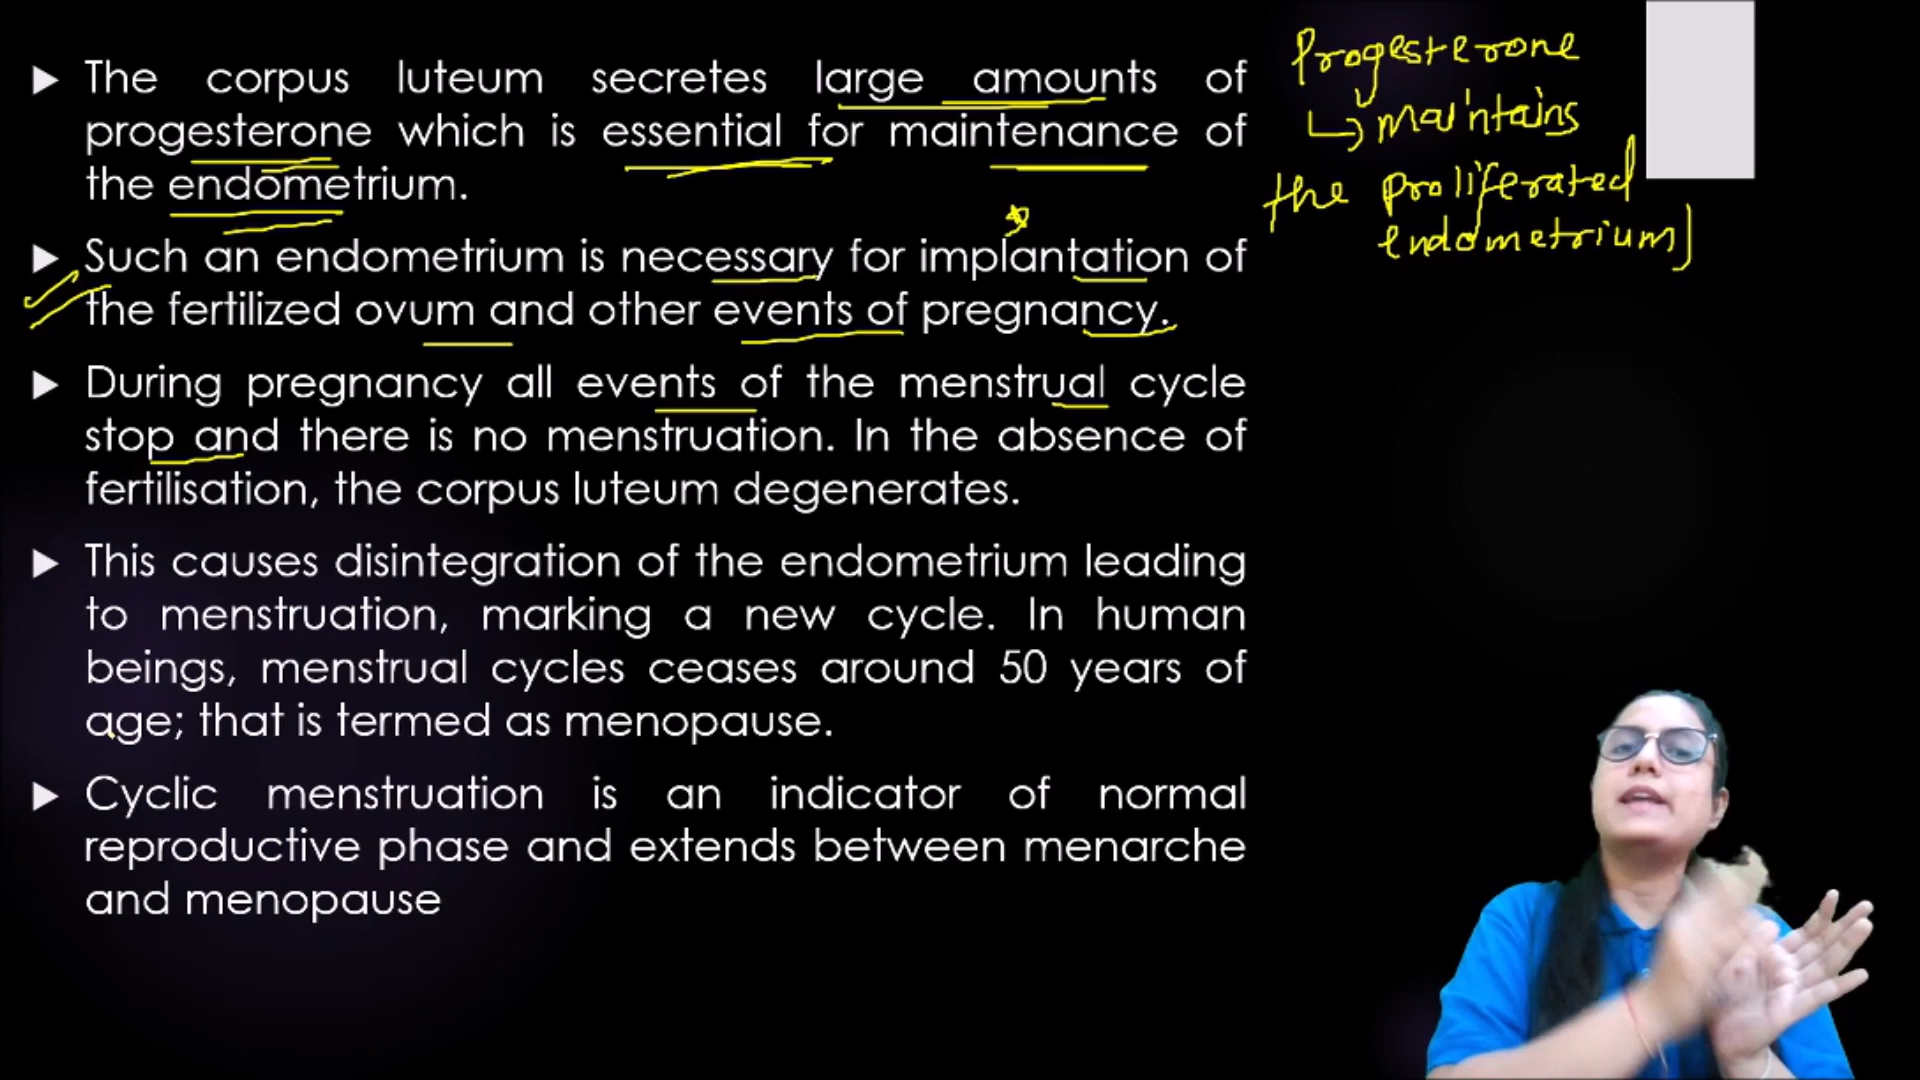 The corpus luteum secretes large amounts of
progesterone which is essential for maintenance of
the endometrium.
Such an endometrium is necessary for implantation of
the fertilized ovum and other events of pregnancy.
During pregnancy all events of the menstrual cycle
stop and there is no menstruation. In the absence of
fertilisation, the corpus luteum degenerates.
This causes disintegration of the endometrium leading
to menstruation, marking a new cycle. In human
beings, menstrual cycles ceases around 50 years of
age; that is termed as menopause.
Cyclic menstruation is an indicator of normal
reproductive phase and extends between menarche
and menopause
Progesterone
↳ maintains
the proliferated
endometrium]